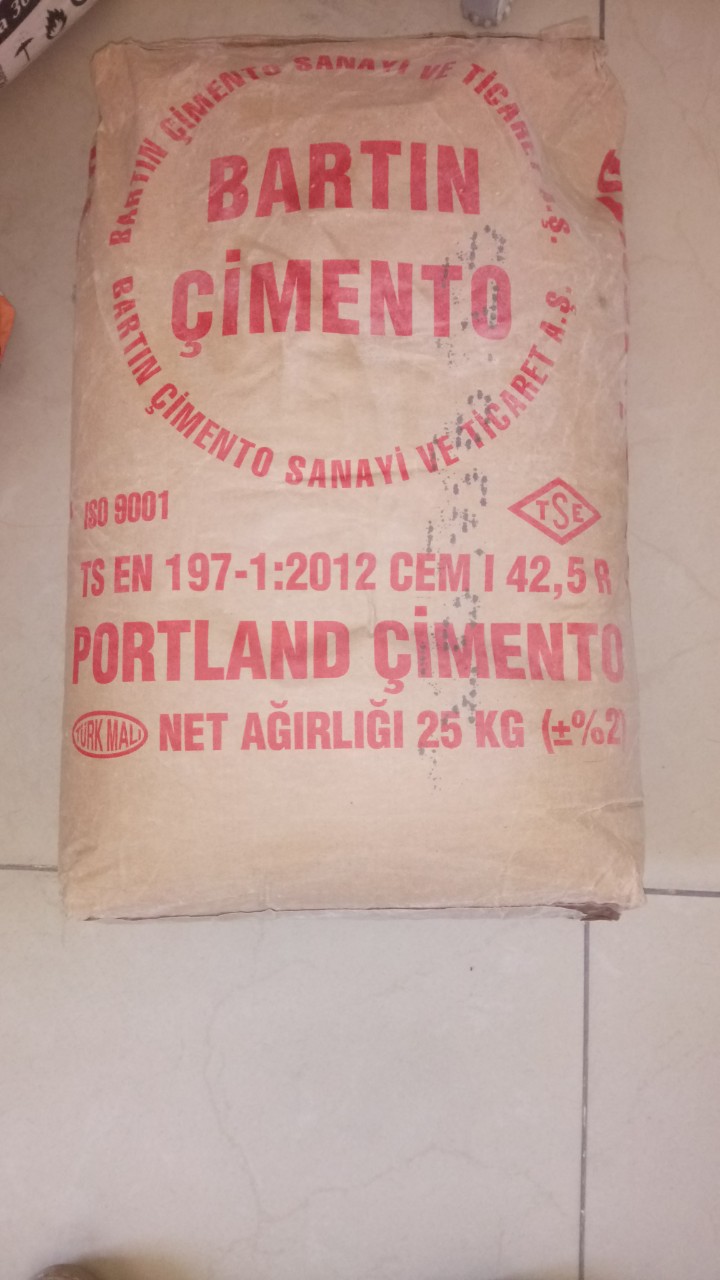 BARTIN ÇİMENTO SANAYİ VE TİCARET A.Ş.
BARTIN
ÇİMENTO
BARTIN ÇİMENTO SANAYİ VE TİCARET A.Ş.
ISO 9001
TSE
TS EN 197-1:2012 CEM I 42,5 R
PORTLAND ÇİMENTO
TÜRK MALI
NET AĞIRLIĞI 25 KG (±%2)